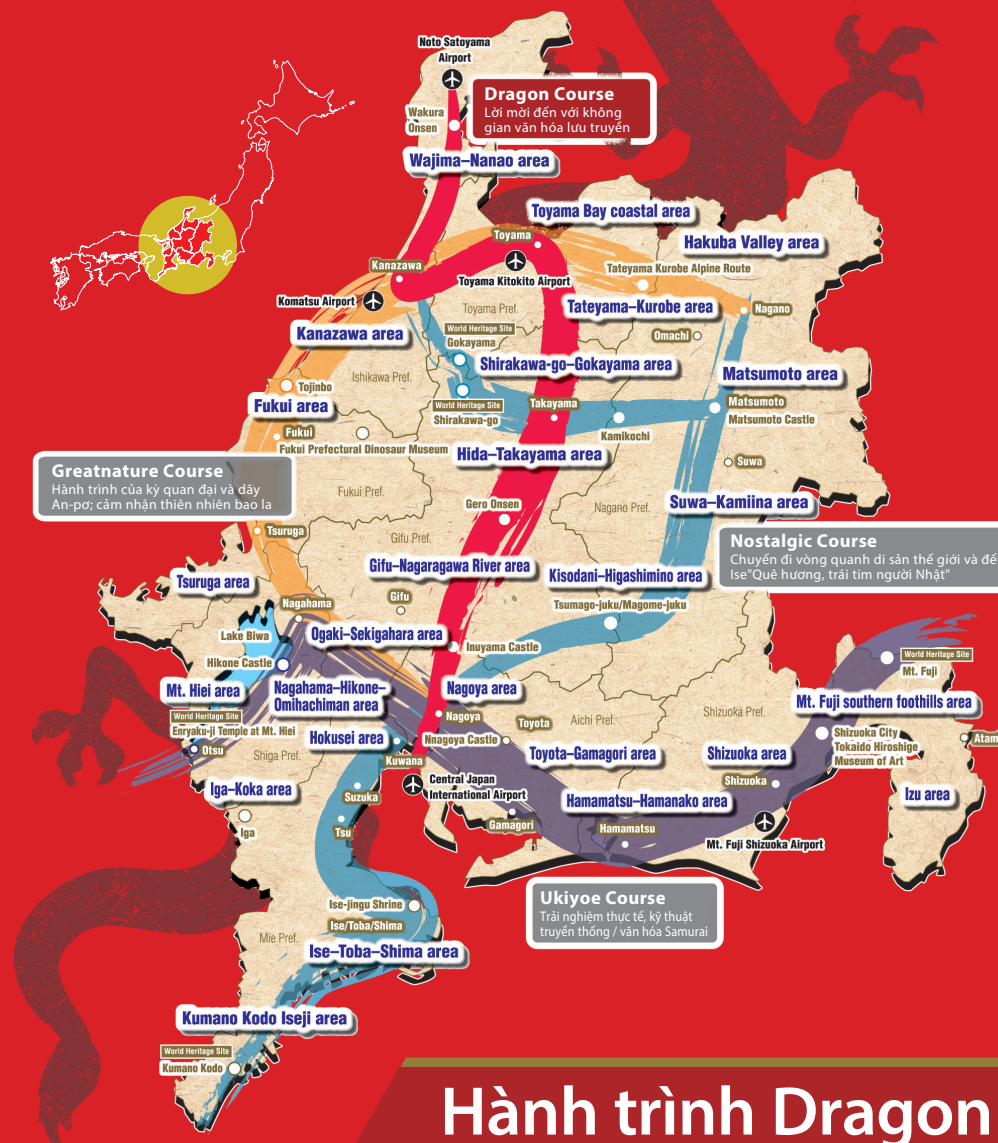 Noto Satoyama
Airport
Dragon Course
Lời mời đến với không
gian văn hóa lưu truyền
Wakura
Onsen
Wajima–Nanao area
Toyama Bay coastal area
Toyama
Hakuba Valley area
Kanazawa
Tateyama Kurobe Alpine Route
Toyama Kitokito Airport
Komatsu Airport
Toyama Pref.
Tateyama–Kurobe area
Nagano
World Heritage Site
Gokayama
Kanazawa area
Omachi
Shirakawa-go–Gokayama area
Ishikawa Pref.
Matsumoto area
Tojinbo
Fukui area
World Heritage Site
Shirakawa-go
Takayama
Matsumoto
Matsumoto Castle
Kamikochi
Fukui
Fukui Prefectural Dinosaur Museum
Hida–Takayama area
Suwa
Greatnature Course
Hành trình của kỳ quan đại và dãy
An-pơ; cảm nhận thiên nhiên bao la
Fukui Pref.
Gero Onsen
Nagano Pref.
Suwa–Kamiina area
Tsuruga
Gifu Pref.
Nostalgic Course
Chuyến đi vòng quanh di sản thế giới và đế
Ise"Quê hương, trái tim người Nhật"
Tsuruga area
Gifu–Nagaragawa River area
Kisodani–Higashimino area
Gifu
Nagahama
Tsumago-juku/Magome-juku
Lake Biwa
Ogaki–Sekigahara area
Inuyama Castle
Hikone Castle
World Heritage Site
Mt. Fuji
Mt. Hiei area
Nagahama–Hikone–
Omihachiman area
Nagoya area
Mt. Fuji southern foothills area
World Heritage Site
Enryaku-ji Temple at Mt. Hiei
Nagoya
Toyota
Aichi Pref.
Shizuoka Pref.
Otsu
Shiga Pref.
Hokusei area
Nnagoya Castle
Shizuoka City
Tokaido Hiroshige
Museum of Art
Atam
Kuwana
Toyota–Gamagori area
Shizuoka area
Iga–Koka area
Suzuka
Central Japan
International Airport
Shizuoka
Izu area
Hamamatsu–Hamanako area
Iga
Tsu
Gamagori
Hamamatsu
Mt. Fuji Shizuoka Airport
Ise-jingu Shrine
Ise/Toba/Shima
Ukiyoe Course
Trải nghiệm thực tế, kỹ thuật
truyền thống / văn hóa Samurai
Mie Pref.
Ise–Toba–Shima area
Kumano Kodo Iseji area
World Heritage Site
Kumano Kodo
Hành trình Dragon